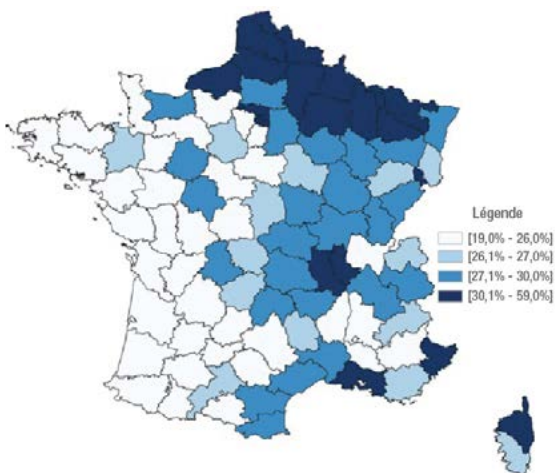 Légende
[19,0% - 26,0%]
[26,1% - 27,0%]
[27,1% - 30,0%]
[30,1% - 59,0%]